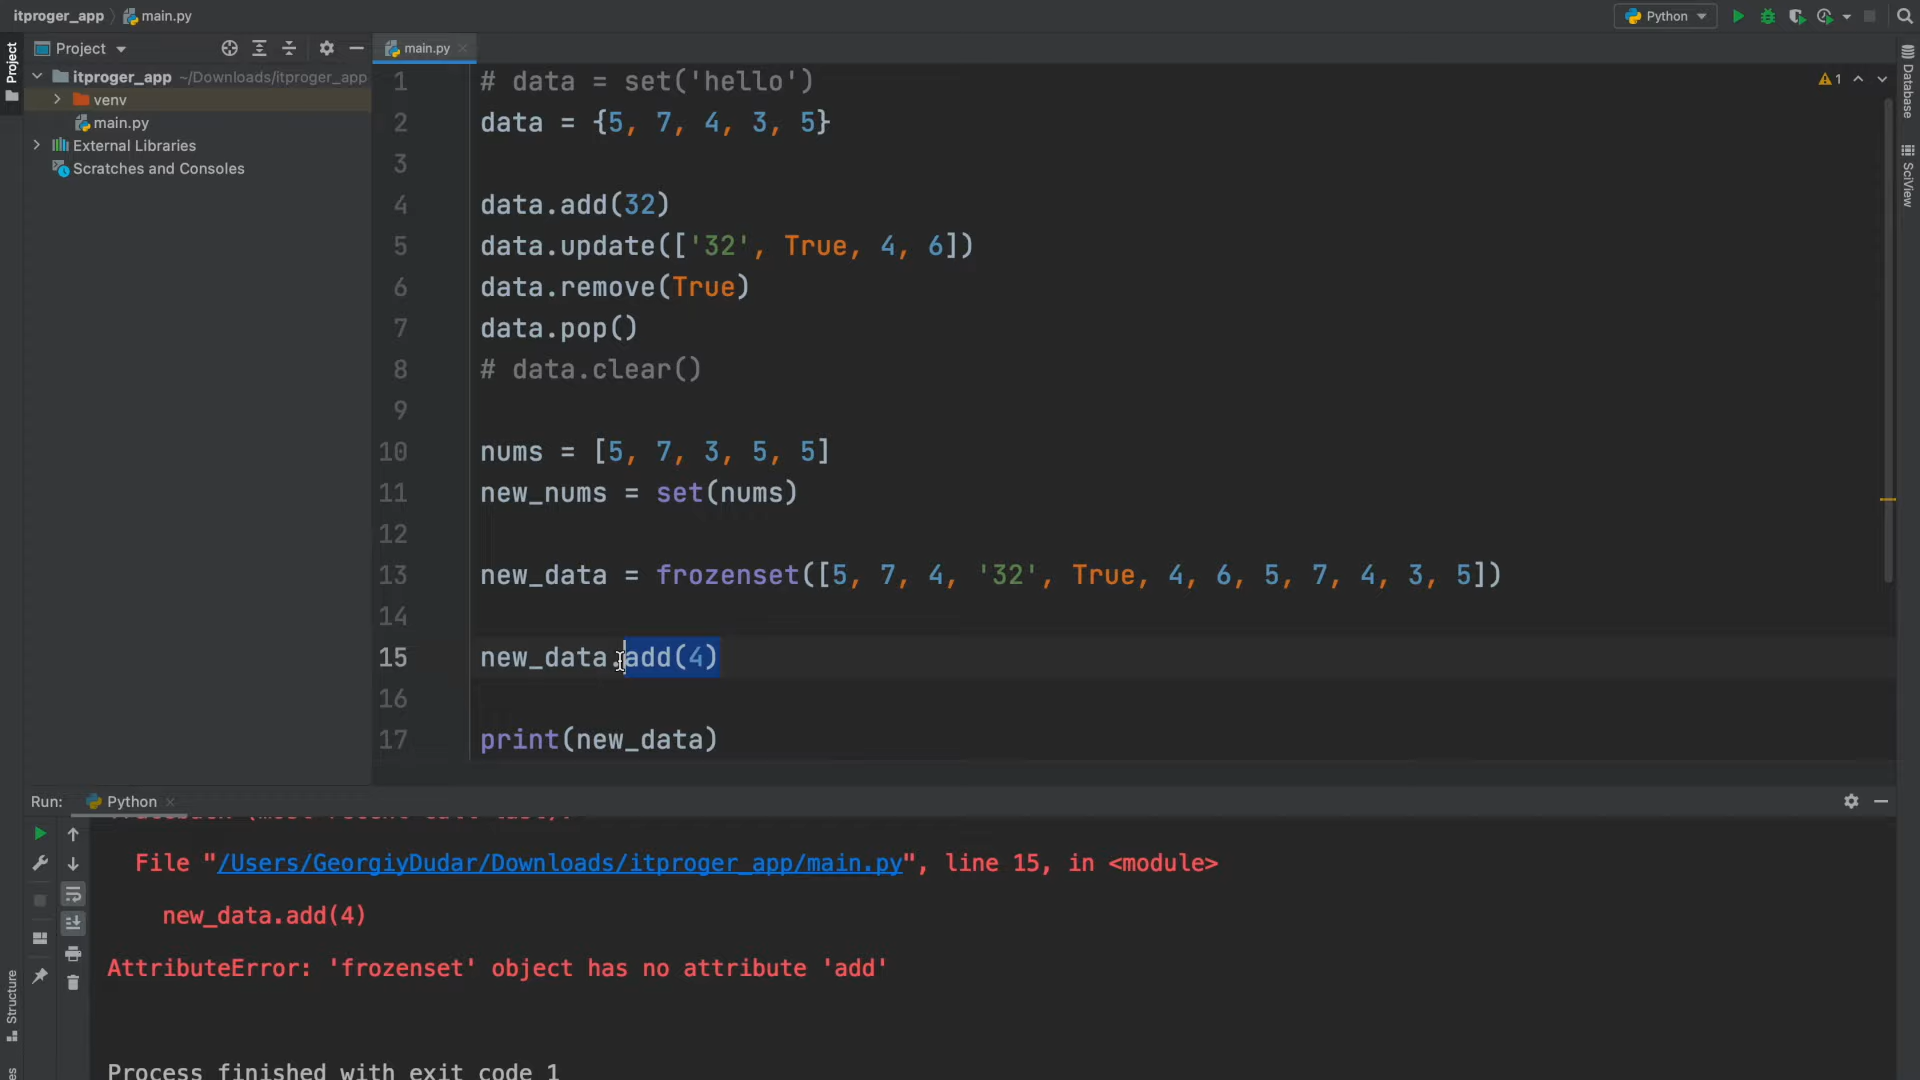 itproger_app
main.py
Python
Project
Project
main.py
itproger_app ~/Downloads/itproger_app
venv
main.py
External Libraries
Scratches and Consoles
1 # data = set('hello')
2 data = {5, 7, 4, 3, 5}
3
4 data.add(32)
5 data.update(['32', True, 4, 6])
6 data.remove(True)
7 data.pop()
8 # data.clear()
9
10 nums = [5, 7, 3, 5, 5]
11 new_nums = set(nums)
12
13 new_data = frozenset([5, 7, 4, '32', True, 4, 6, 5, 7, 4, 3, 5])
14
15 new_data.add(4)
16
17 print(new_data)
1
Database
SciView
Run: Python
File "/Users/GeorgiyDudar/Downloads/itproger_app/main.py", line 15, in <module>
new_data.add(4)
AttributeError: 'frozenset' object has no attribute 'add'
Process finished with exit code 1
Structure